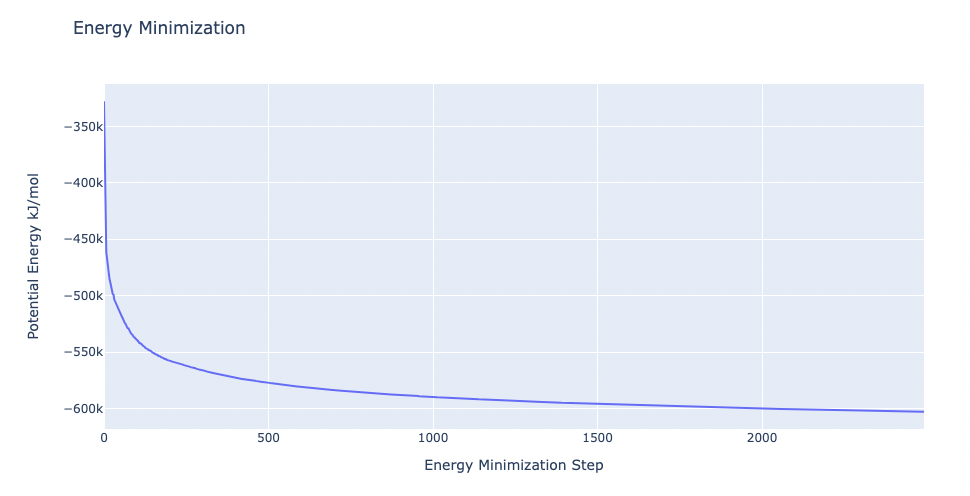 Energy Minimization
Potential Energy kJ/mol
−350k
−400k
−450k
−500k
−550k
−600k
0 500 1000 1500 2000
Energy Minimization Step